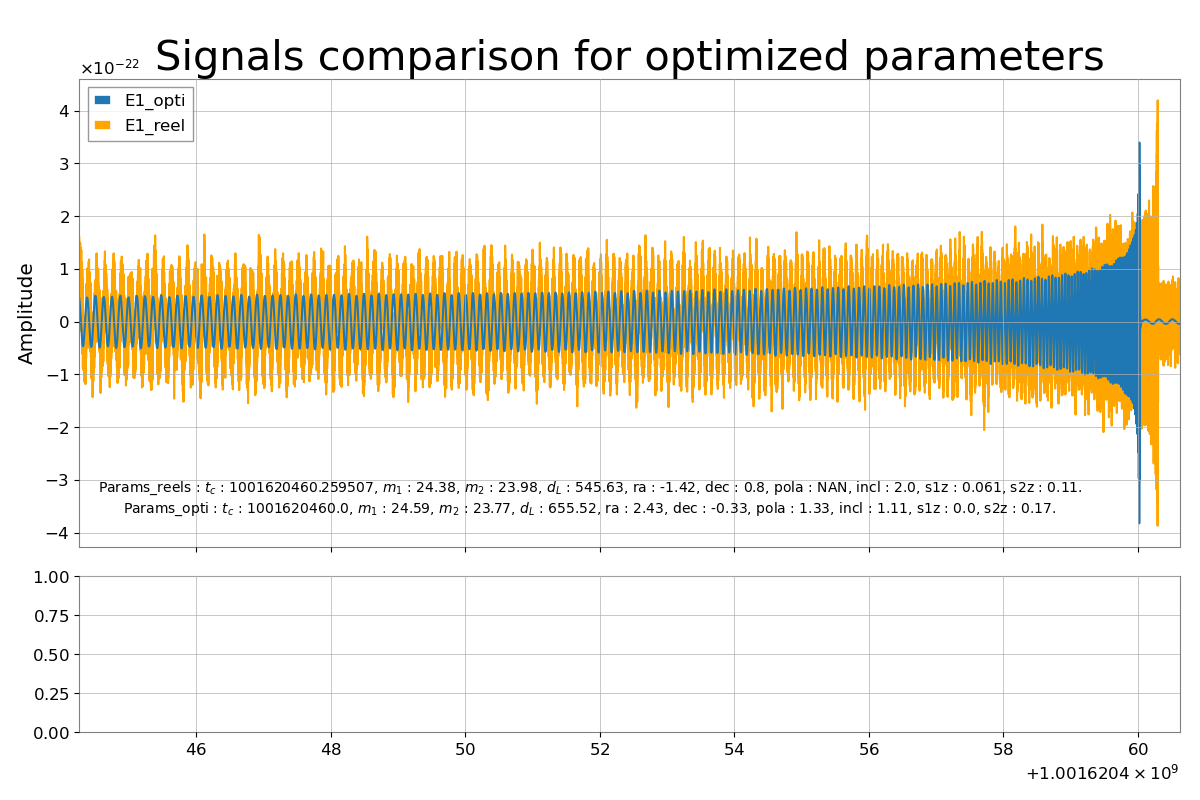 Signals comparison for optimized parameters
×10⁻²²
E1_opti
E1_reel
Amplitude
4
3
2
1
0
−1
−2
−3
−4
Params_reels : t_c : 1001620460.259507, m_1 : 24.38, m_2 : 23.98, d_L : 545.63, ra : -1.42, dec : 0.8, pola : NAN, incl : 2.0, s1z : 0.061, s2z : 0.11.
Params_opti : t_c : 1001620460.0, m_1 : 24.59, m_2 : 23.77, d_L : 655.52, ra : 2.43, dec : -0.33, pola : 1.33, incl : 1.11, s1z : 0.0, s2z : 0.17.
1.00
0.75
0.50
0.25
0.00
46 48 50 52 54 56 58 60
+1.0016204 × 10⁹